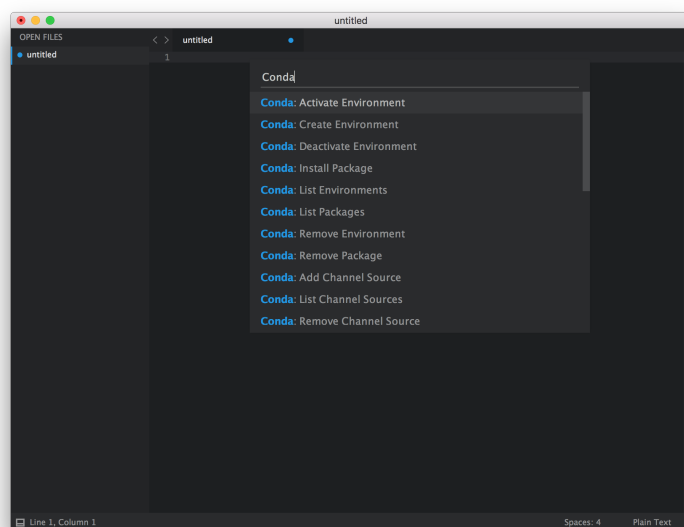 untitled
OPEN FILES
untitled
untitled
1
Conda
Conda: Activate Environment
Conda: Create Environment
Conda: Deactivate Environment
Conda: Install Package
Conda: List Environments
Conda: List Packages
Conda: Remove Environment
Conda: Remove Package
Conda: Add Channel Source
Conda: List Channel Sources
Conda: Remove Channel Source
Line 1, Column 1
Spaces: 4
Plain Text